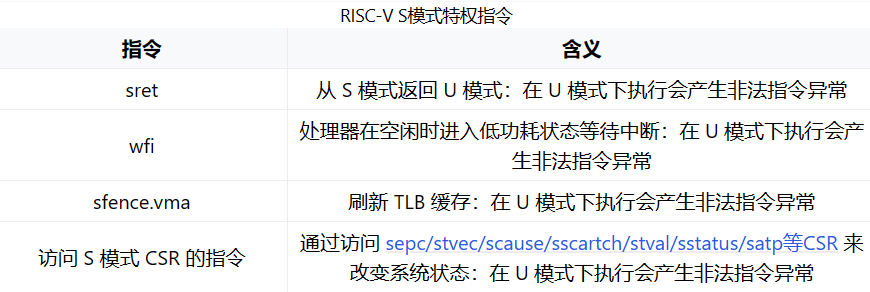 RISC-V S模式特权指令
指令 含义
sret 从 S 模式返回 U 模式：在 U 模式下执行会产生非法指令异常
处理器在空闲时进入低功耗状态等待中断：在 U 模式下执行会产
wfi
生非法指令异常
sfence.vma 刷新 TLB 缓存：在 U 模式下执行会产生非法指令异常
通过访问 sepc/stvec/scause/sscartch/stval/sstatus/satp等CSR 来
访问 S 模式 CSR 的指令
改变系统状态：在 U 模式下执行会产生非法指令异常